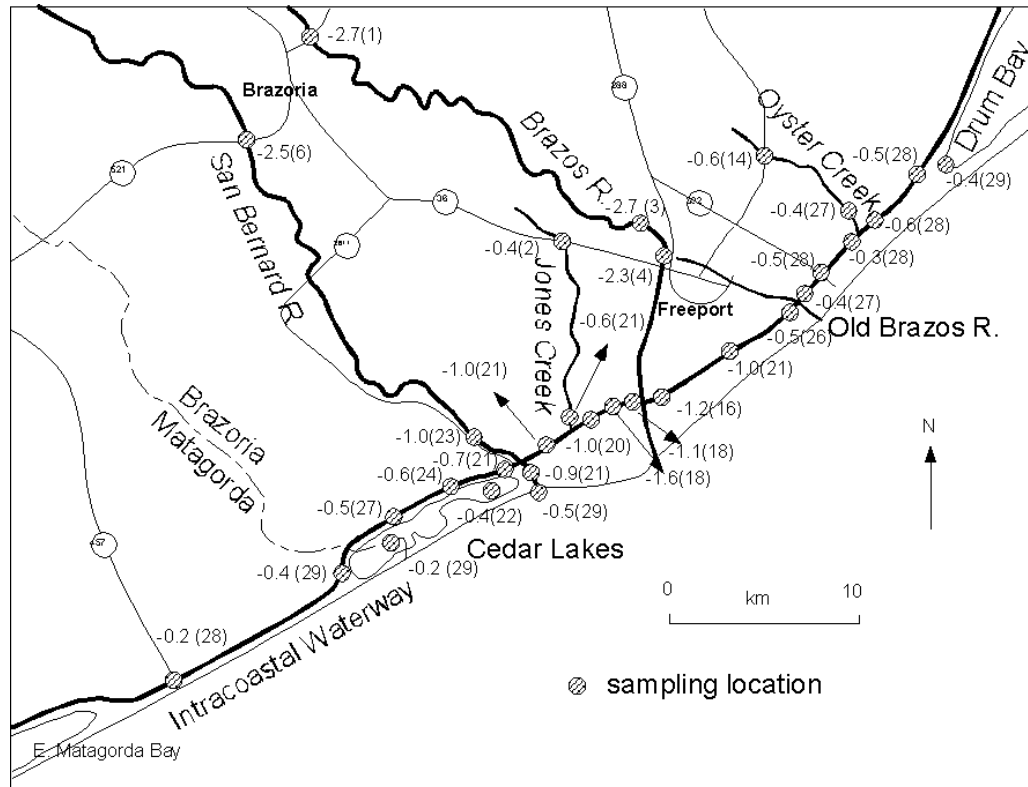 -2.7(1)
Brazoria
-2.5(6)
521
36
2611
288
Brazos R.
Oyster Creek
Drum Bay
-0.6(14)
-0.5(28)
-0.4(29)
-0.4(27)
-0.6(28)
-2.7 (3)
-0.3(28)
-0.4(2)
-2.3(4)
-0.5(28)
San Bernard R.
Jones Creek
Freeport
-0.4(27)
Old Brazos R.
-0.5(26)
-0.6(21)
-1.0(21)
-1.0(21)
-1.2(16)
Brazoria
Matagorda
-1.0(23)
-1.0(20)
-1.1(18)
-0.7(21)
-0.9(21)
-1.6(18)
-0.6(24)
-0.5(27)
-0.4(22)
-0.5(29)
N
Cedar Lakes
457
-0.4 (29)
-0.2 (29)
0
10
km
-0.2 (28)
Intracoastal Waterway
sampling location
E. Matagorda Bay